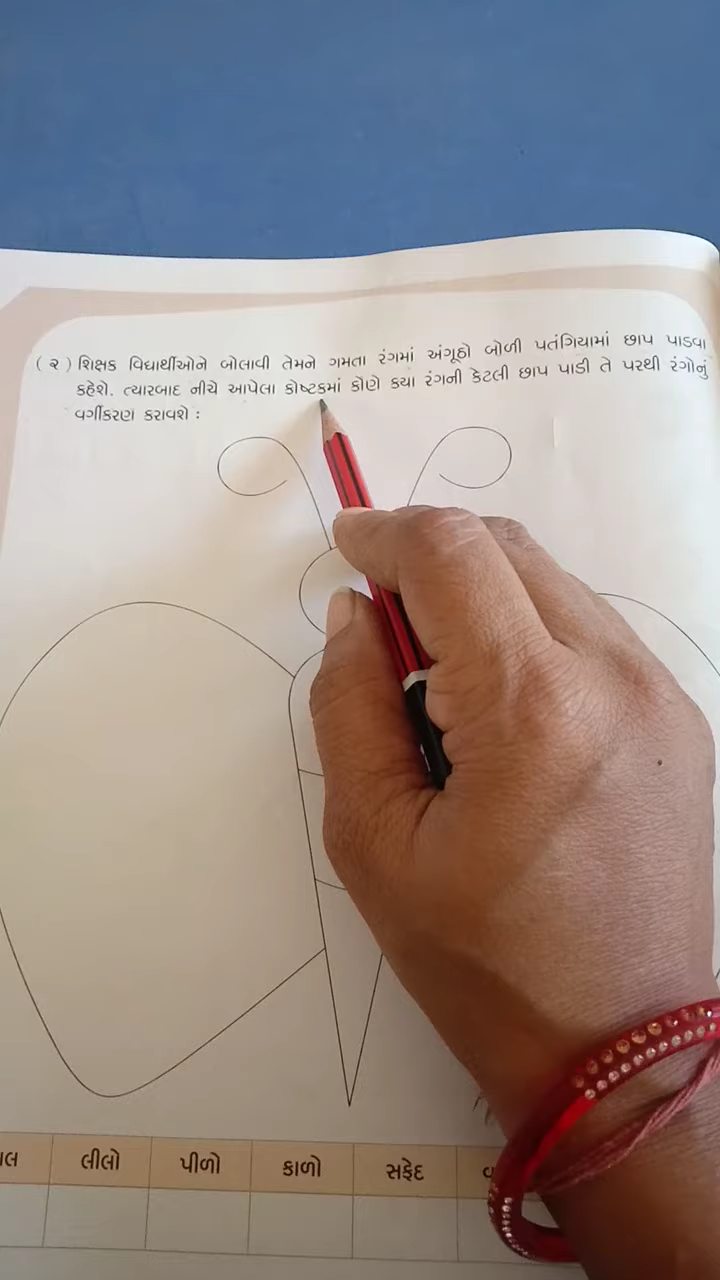 (૨) શિક્ષક વિદ્યાર્થીઓને બોલાવી તેમને ગમતા રંગમાં અંગૂઠો બોળી પતંગિયામાં છાપ પાડવા
કહેશે. ત્યારબાદ નીચે આપેલા કોષ્ટકમાં કોણે કયા રંગની કેટલી છાપ પાડી તે પરથી રંગોનું
વર્ગીકરણ કરાવશે :
લીલો પીળો કાળો સફેદ